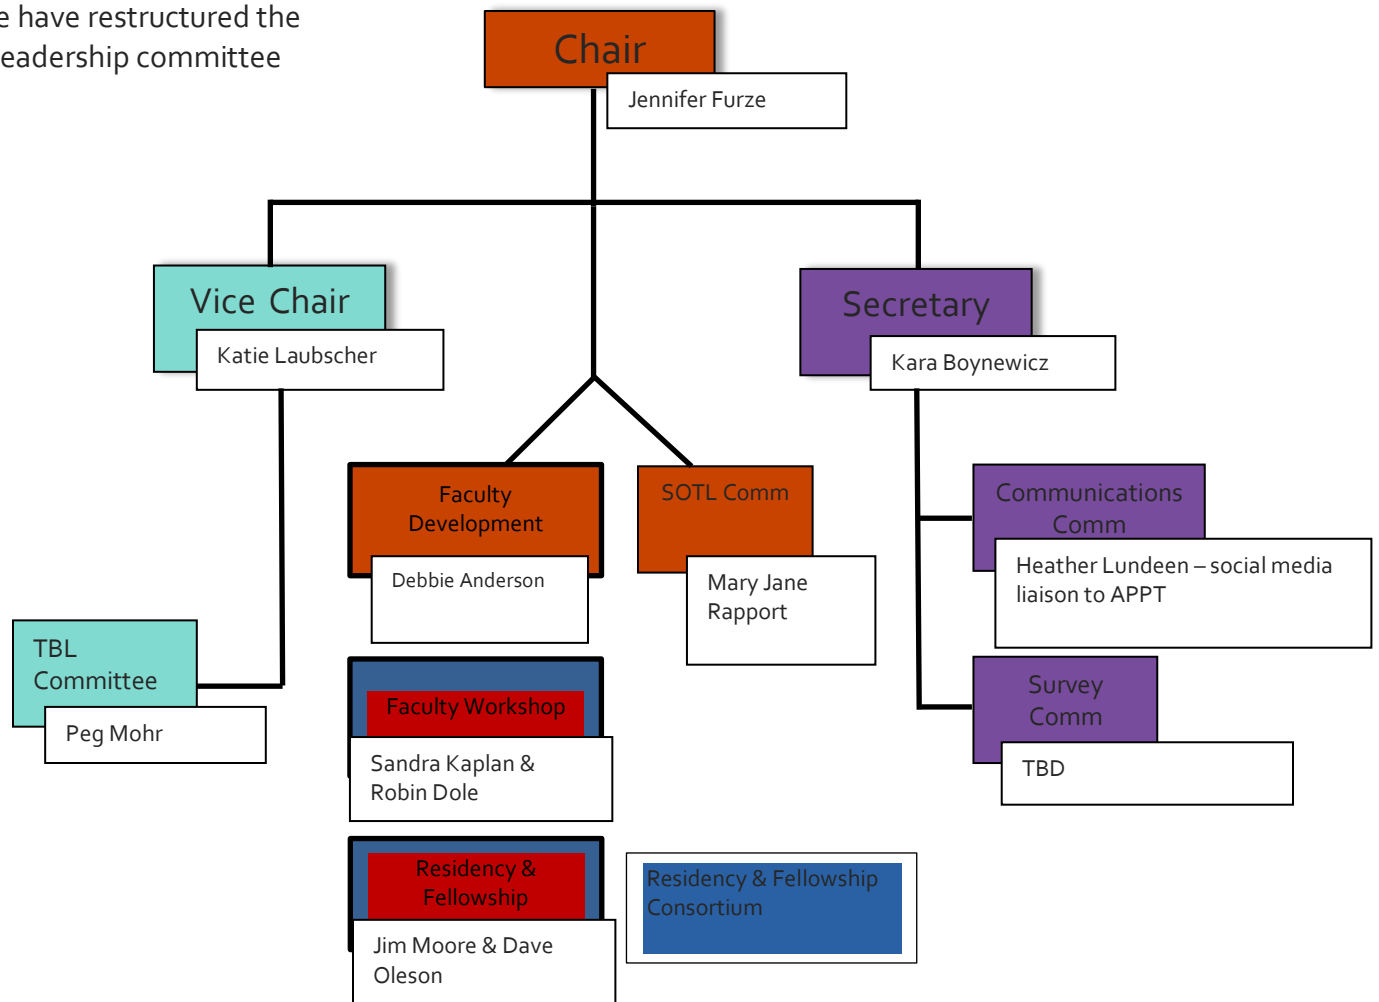 e have restructured the
eadership committee
Chair
Jennifer Furze
Vice Chair
Katie Laubscher
Secretary
Kara Boynewicz
Faculty
Development
Debbie Anderson
SOTL Comm
Mary Jane
Rapport
Communications
Comm
Heather Lundeen – social media
liaison to APPT
TBL
Committee
Peg Mohr
Faculty Workshop
Sandra Kaplan &
Robin Dole
Survey
Comm
TBD
Residency &
Fellowship
Jim Moore & Dave
Oleson
Residency & Fellowship
Consortium